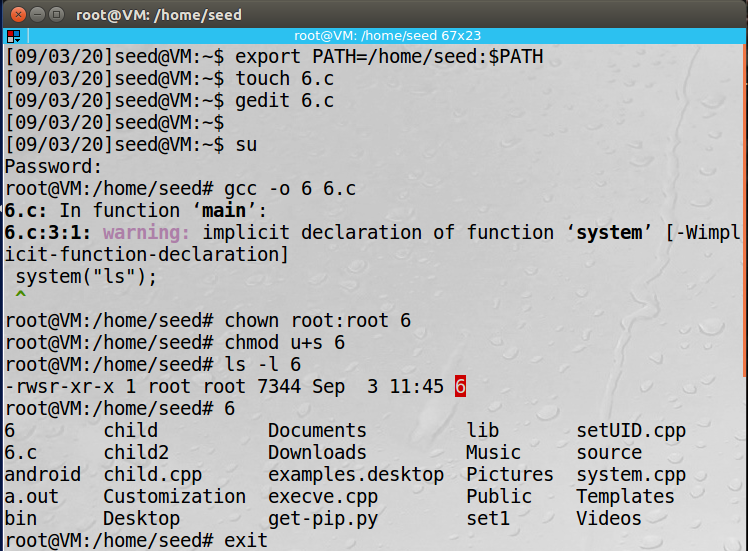 root@VM: /home/seed
root@VM: /home/seed 67x23
[09/03/20]seed@VM:~$ export PATH=/home/seed:$PATH
[09/03/20]seed@VM:~$ touch 6.c
[09/03/20]seed@VM:~$ gedit 6.c
[09/03/20]seed@VM:~$
[09/03/20]seed@VM:~$ su
Password:
root@VM:/home/seed# gcc -o 6 6.c
6.c: In function ‘main’:
6.c:3:1: warning: implicit declaration of function ‘system’ [-Wimpl
icit-function-declaration]
 system("ls");
 ^
root@VM:/home/seed# chown root:root 6
root@VM:/home/seed# chmod u+s 6
root@VM:/home/seed# ls -l 6
-rwsr-xr-x 1 root root 7344 Sep  3 11:45 6
root@VM:/home/seed# 6
6        child          Documents         lib       setUID.cpp
6.c      child2         Downloads         Music     source
android  child.cpp      examples.desktop  Pictures  system.cpp
a.out    Customization  execve.cpp        Public    Templates
bin      Desktop        get-pip.py        set1      Videos
root@VM:/home/seed# exit